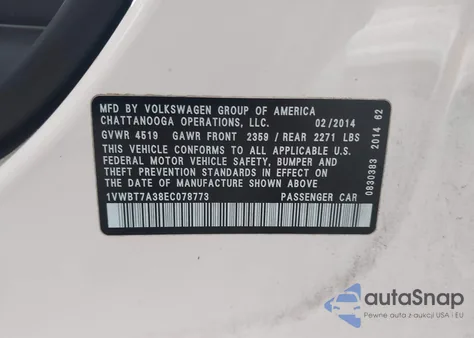 MFD BY VOLKSWAGEN GROUP OF AMERICA
CHATTANOOGA OPERATIONS, LLC. 02/2014
GVWR 4519 GAWR FRONT 2359 / REAR 2271 LBS
THIS VEHICLE CONFORMS TO ALL APPLICABLE U.S.
FEDERAL MOTOR VEHICLE SAFETY, BUMPER AND
THEFT PREVENTION STANDARDS IN EFFECT ON
THE DATE OF MANUFACTURE SHOWN ABOVE
1VWBT7A38EC078773 PASSENGER CAR
0830383 2014 62
autoSnap
Pewne auta z aukcji USA i EU